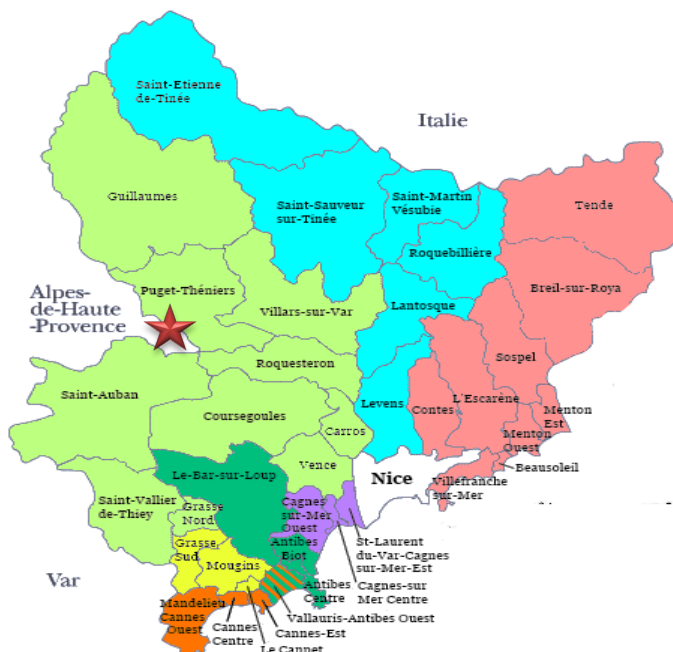 Saint-Etienne
de-Tinée
Italie
Guillaumes
Saint-Sauveur
sur-Tinée
Saint-Martin
Vésubie
Tende
Roquebillière
Puget-Théniers
Breil-sur-Roya
Alpes-
de-Haute
-Provence
Villars-sur-Var
Lantosque
Sospel
Roquesteron
Saint-Auban
Levens
Contes
L'Escarène
Coursegoules
Carros
Menton
Est
Menton
Ouest
Beausoleil
Vence
Le-Bar-sur-Loup
Nice
Villefranche
sur-Mer
Saint-Vallier
de-Thiey
Grasse
Nord
Cagnes
sur-Mer
Ouest
Grasse
Sud
Antibes
Biot
St-Laurent
du-Var-Cagnes
sur-Mer-Est
Mougins
Var
Cagnes-sur
Mer Centre
Antibes
Centre
Mandelieu
Cannes
Ouest
Vallauris-Antibes Ouest
Cannes
Centre
Cannes-Est
Le Cannet